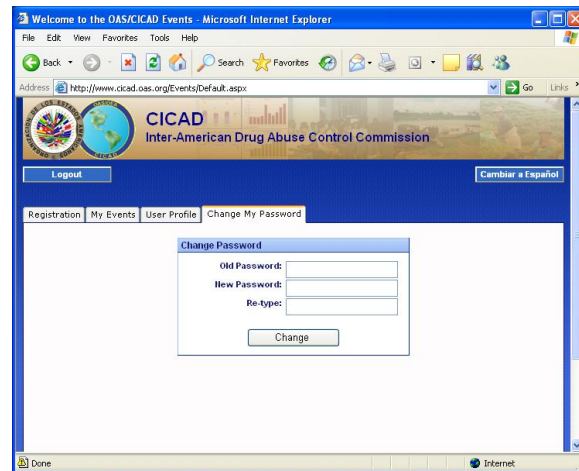 Welcome to the OAS/CICAD Events - Microsoft Internet Explorer
File Edit View Favorites Tools Help
Back Search Favorites
Address http://www.cicad.oas.org/Events/Default.aspx Go Links
CICAD
Inter-American Drug Abuse Control Commission
Logout Cambiar a Español
Registration My Events User Profile Change My Password
Change Password
Old Password:
New Password:
Re-type:
Change
Done Internet